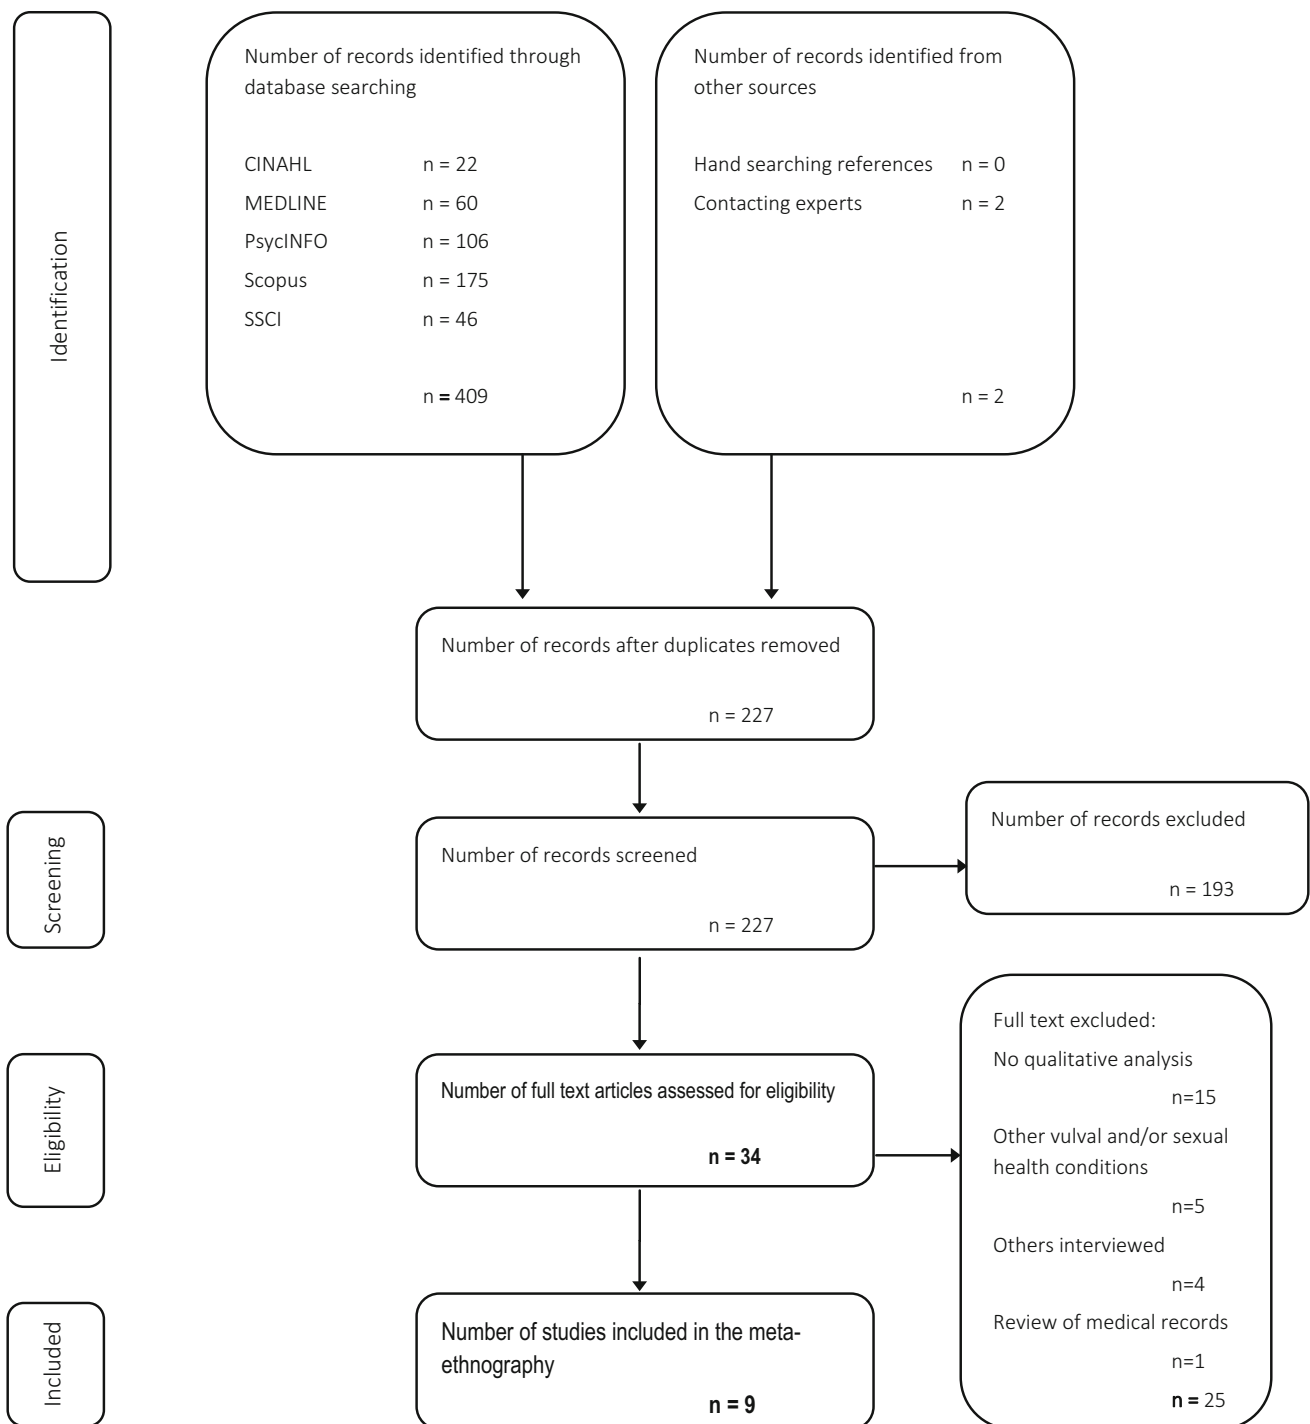 Identification
Number of records identified through
database searching
CINAHL n = 22
MEDLINE n = 60
PsycINFO n = 106
Scopus n = 175
SSCI n = 46
n = 409
Number of records identified from
other sources
Hand searching references n = 0
Contacting experts n = 2
n = 2
Number of records after duplicates removed
n = 227
Screening
Number of records screened
n = 227
Number of records excluded
n = 193
Eligibility
Number of full text articles assessed for eligibility
n = 34
Full text excluded:
No qualitative analysis
n=15
Other vulval and/or sexual
health conditions
n=5
Others interviewed
n=4
Review of medical records
n=1
n = 25
Included
Number of studies included in the meta-
ethnography
n = 9